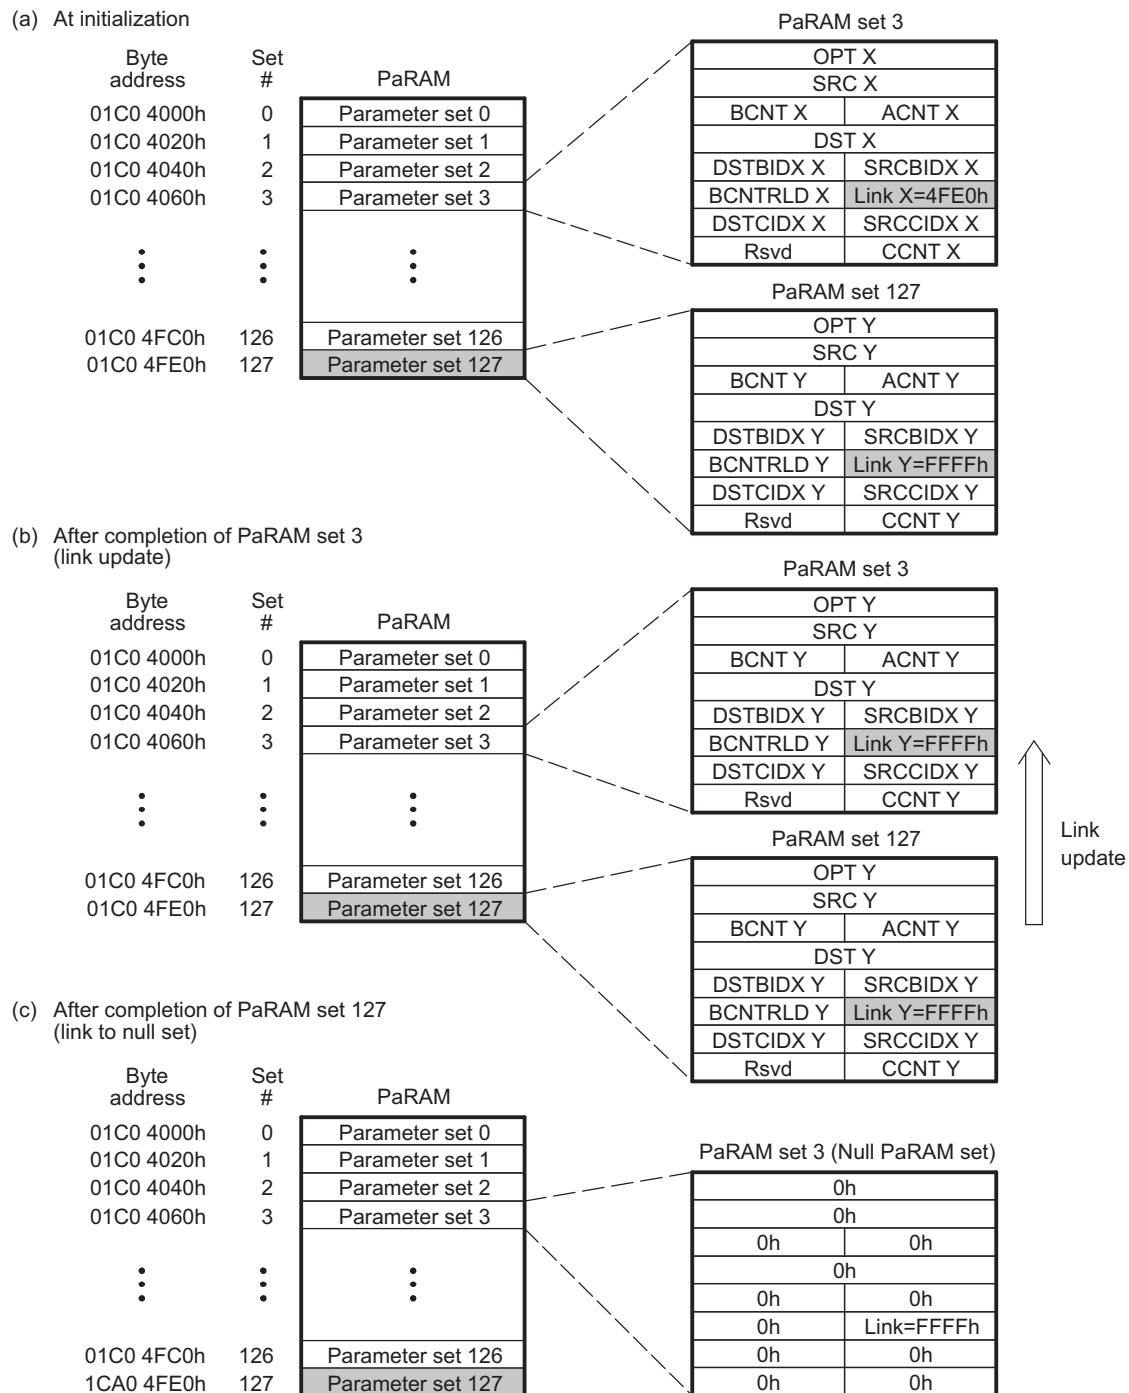 (a) At initialization
Byte address Set # PaRAM
01C0 4000h 0 Parameter set 0
01C0 4020h 1 Parameter set 1
01C0 4040h 2 Parameter set 2
01C0 4060h 3 Parameter set 3
01C0 4FC0h 126 Parameter set 126
01C0 4FE0h 127 Parameter set 127
PaRAM set 3
OPT X
SRC X
BCNT X ACNT X
DST X
DSTBIDX X SRCBIDX X
BCNTRLD X Link X=4FE0h
DSTCIDX X SRCCIDX X
Rsvd CCNT X
PaRAM set 127
OPT Y
SRC Y
BCNT Y ACNT Y
DST Y
DSTBIDX Y SRCBIDX Y
BCNTRLD Y Link Y=FFFFh
DSTCIDX Y SRCCIDX Y
Rsvd CCNT Y
(b) After completion of PaRAM set 3
(link update)
Byte address Set # PaRAM
01C0 4000h 0 Parameter set 0
01C0 4020h 1 Parameter set 1
01C0 4040h 2 Parameter set 2
01C0 4060h 3 Parameter set 3
01C0 4FC0h 126 Parameter set 126
01C0 4FE0h 127 Parameter set 127
PaRAM set 3
OPT Y
SRC Y
BCNT Y ACNT Y
DST Y
DSTBIDX Y SRCBIDX Y
BCNTRLD Y Link Y=FFFFh
DSTCIDX Y SRCCIDX Y
Rsvd CCNT Y
PaRAM set 127
OPT Y
SRC Y
BCNT Y ACNT Y
DST Y
DSTBIDX Y SRCBIDX Y
BCNTRLD Y Link Y=FFFFh
DSTCIDX Y SRCCIDX Y
Rsvd CCNT Y
Link
update
(c) After completion of PaRAM set 127
(link to null set)
Byte address Set # PaRAM
01C0 4000h 0 Parameter set 0
01C0 4020h 1 Parameter set 1
01C0 4040h 2 Parameter set 2
01C0 4060h 3 Parameter set 3
01C0 4FC0h 126 Parameter set 126
1CA0 4FE0h 127 Parameter set 127
PaRAM set 3 (Null PaRAM set)
0h
0h
0h 0h
0h
0h 0h
0h Link=FFFFh
0h 0h
0h 0h